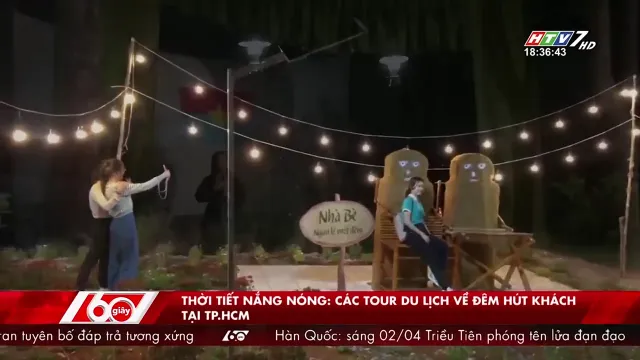 HTV7 HD
18:36:43
Nhà Bè
THỜI TIẾT NẮNG NÓNG: CÁC TOUR DU LỊCH VỀ ĐÊM HÚT KHÁCH
TẠI TP.HCM
60 giây
ran tuyên bố đáp trả tương xứng 60 Hàn Quốc: sáng 02/04 Triều Tiên phóng tên lửa đạn đạo